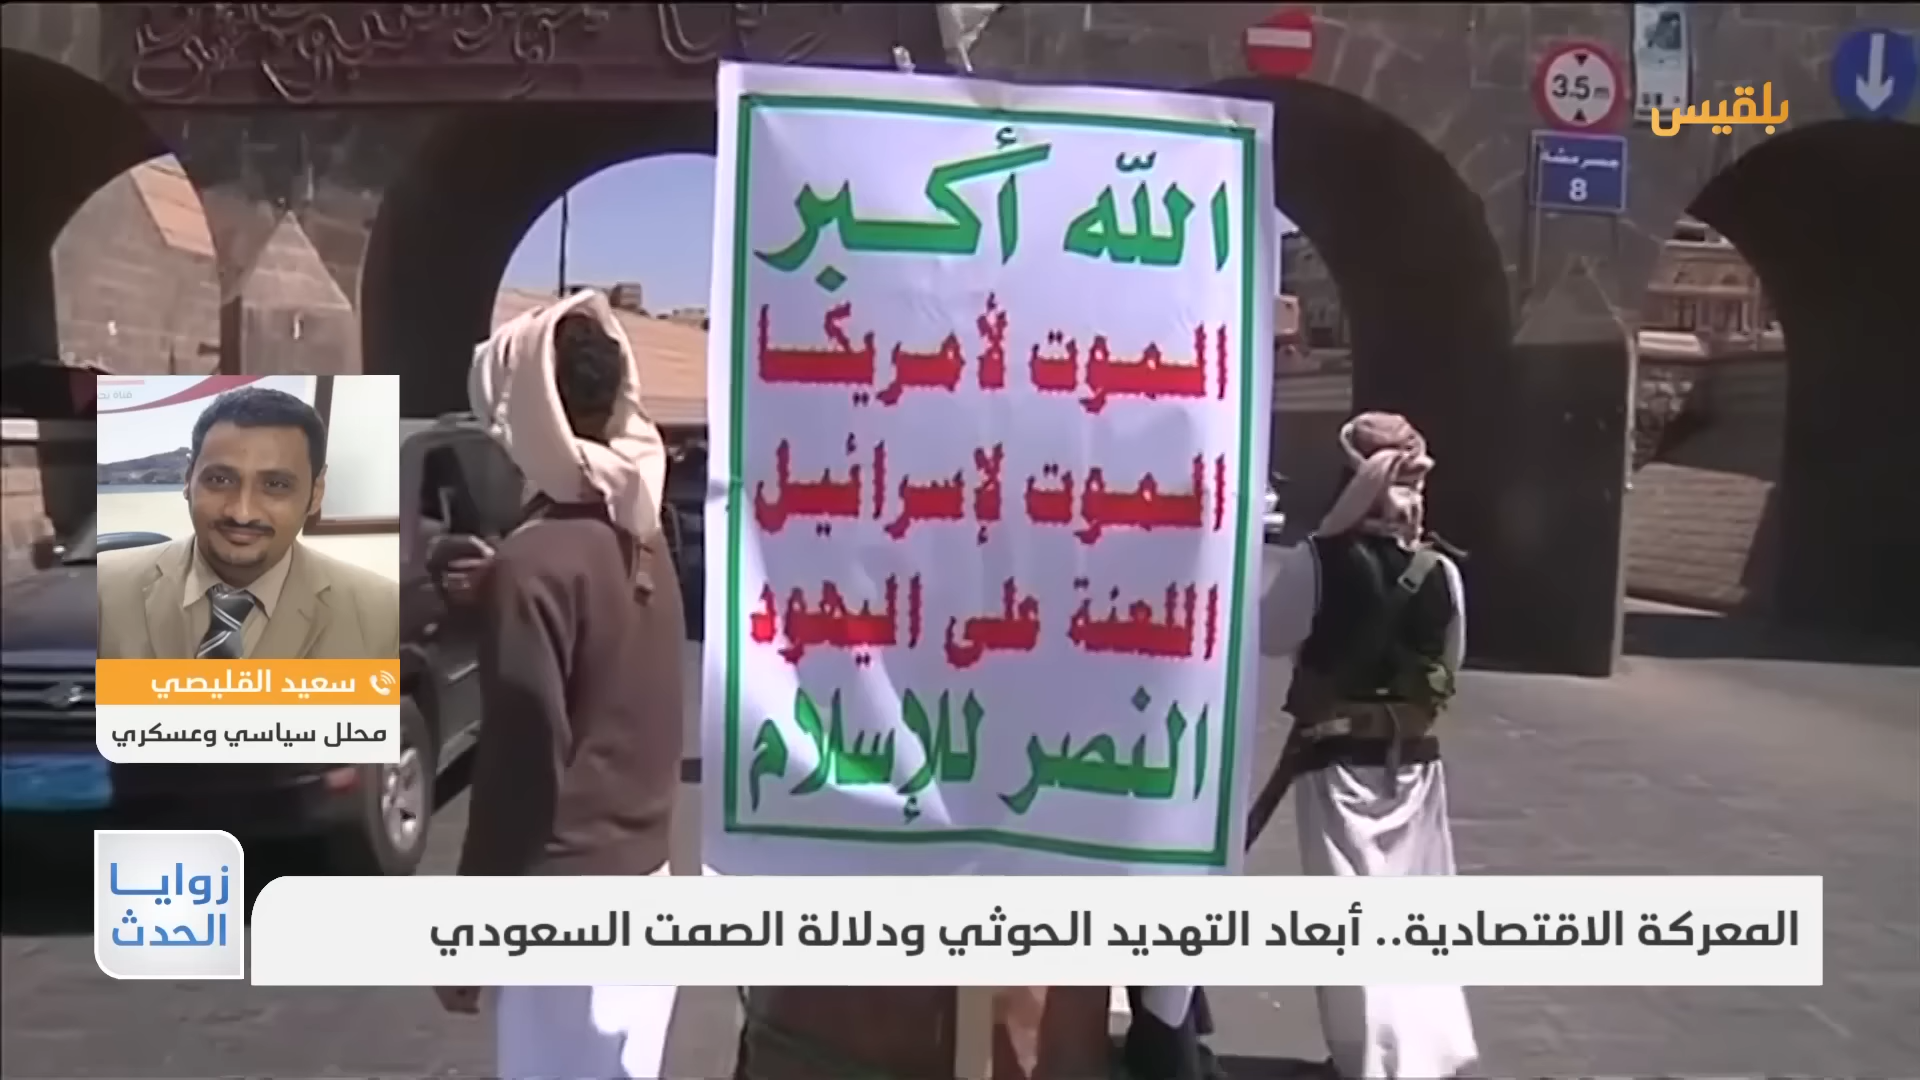 بلقيس
3.5 m
8
الله أكبر
الموت لأمريكا
الموت لإسرائيل
اللعنة على اليهود
النصر للإسلام
سعيد القليصي
محلل سياسي وعسكري
زوايا
الحدث
المعركة الاقتصادية.. أبعاد التهديد الحوثي ودلالة الصمت السعودي